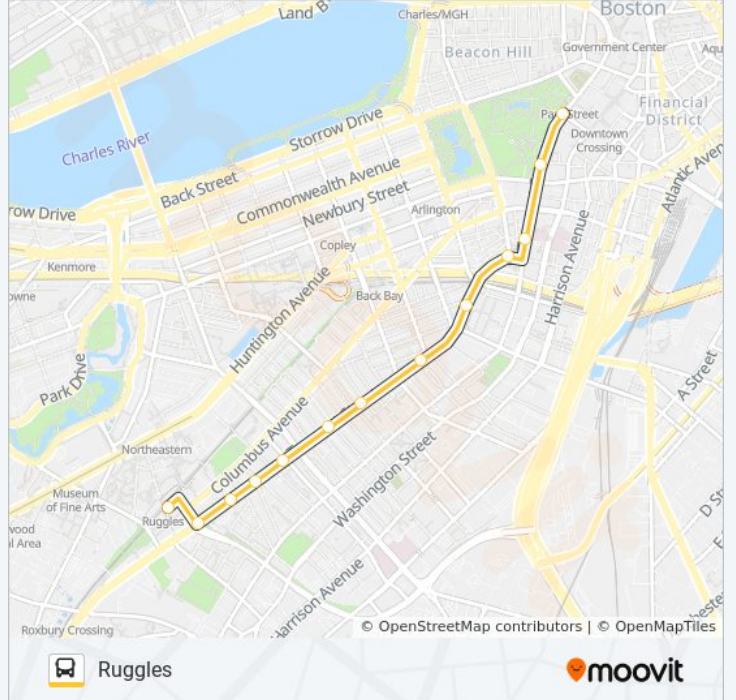 Boston
Land B
Charles/MGH
Beacon Hill
Government Center
Aqu
Financial
District
Park Street
Downtown
Crossing
Charles River
Storrow Drive
Back Street
Commonwealth Avenue
Newbury Street
Arlington
Atlantic Aven
row Drive
Copley
Kenmore
Back Bay
Harrison Avenue
owne
Huntington Avenue
Park Drive
A Street
Columbus Avenue
Northeastern
Washington Street
Museum
of Fine Arts
Ruggles
wood
l Area
D St
Harrison Avenue
Roxbury Crossing
© OpenStreetMap contributors | © OpenMapTiles
Ruggles
moovit